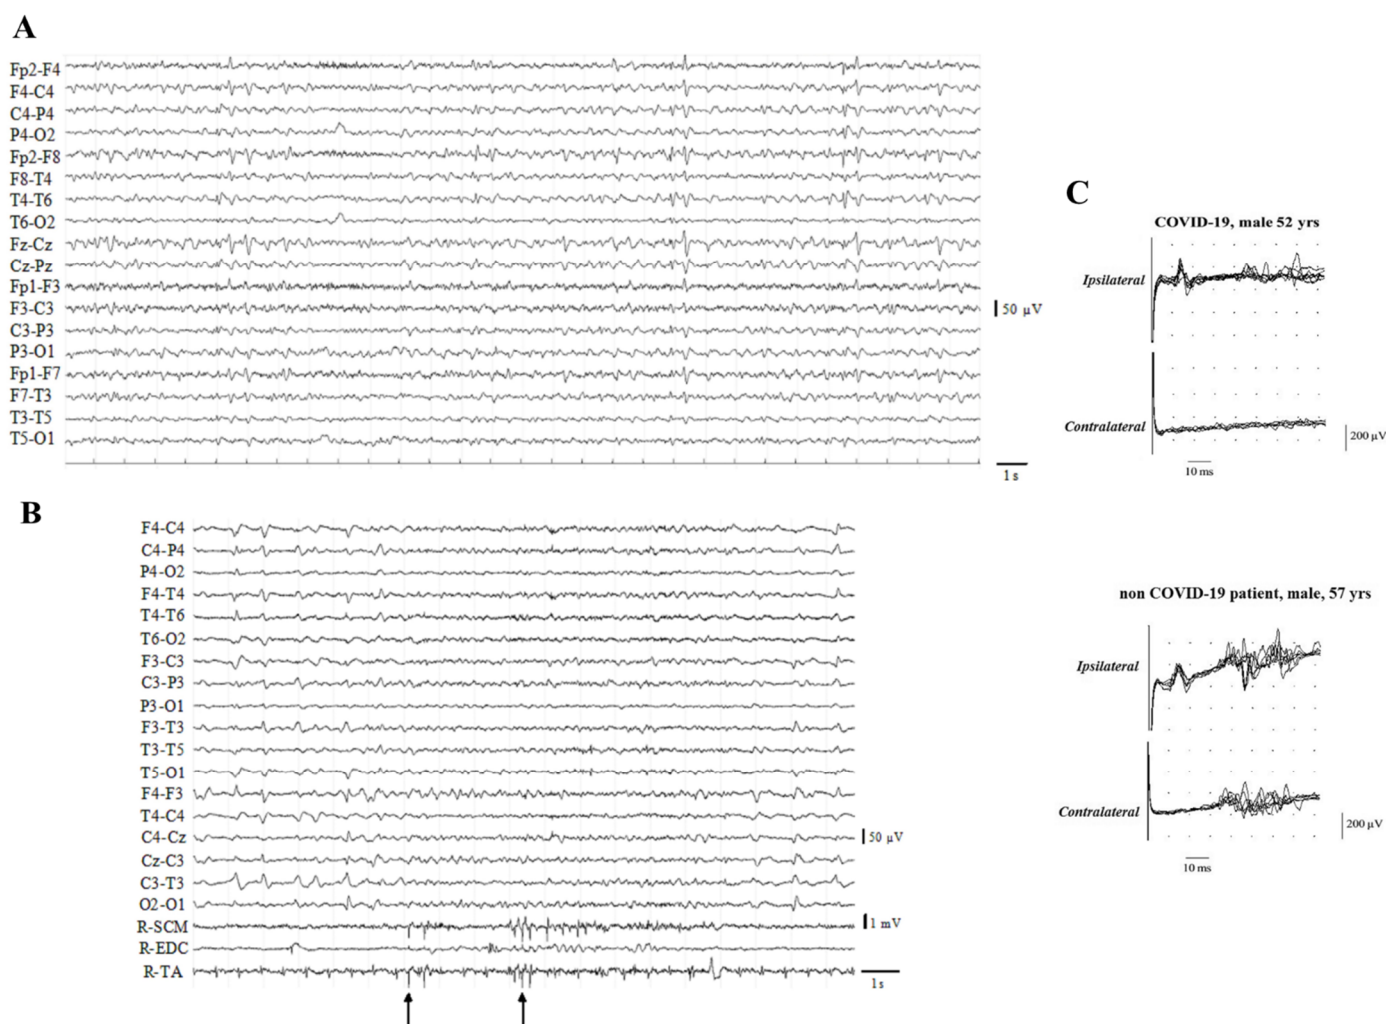 A
Fp2-F4
F4-C4
C4-P4
P4-O2
Fp2-F8
F8-T4
T4-T6
T6-O2
Fz-Cz
Cz-Pz
Fp1-F3
F3-C3
C3-P3
P3-O1
Fp1-F7
F7-T3
T3-T5
T5-O1
50 µV
1 s
B
F4-C4
C4-P4
P4-O2
F4-T4
T4-T6
T6-O2
F3-C3
C3-P3
P3-O1
F3-T3
T3-T5
T5-O1
F4-F3
T4-C4
C4-Cz
Cz-C3
C3-T3
O2-O1
R-SCM
R-EDC
R-TA
50 µV
1 mV
1s
C
COVID-19, male 52 yrs
Ipsilateral
Contralateral
200 µV
10 ms
non COVID-19 patient, male, 57 yrs
Ipsilateral
Contralateral
200 µV
10 ms